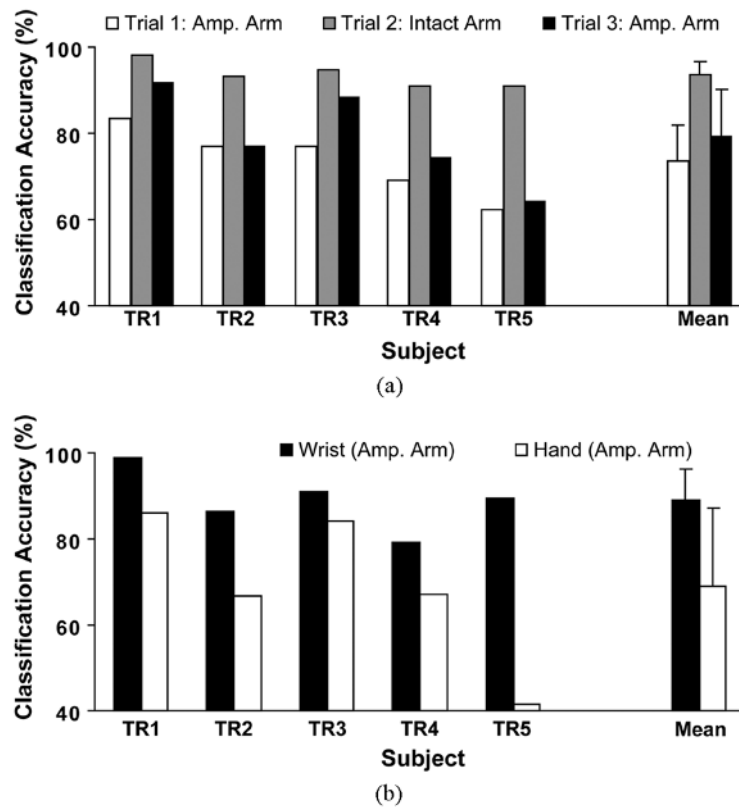 Trial 1: Amp. Arm Trial 2: Intact Arm Trial 3: Amp. Arm
Classification Accuracy (%)
100
80
60
40
TR1 TR2 TR3 TR4 TR5 Mean
Subject
(a)
Classification Accuracy (%)
Wrist (Amp. Arm) Hand (Amp. Arm)
100
80
60
40
TR1 TR2 TR3 TR4 TR5 Mean
Subject
(b)